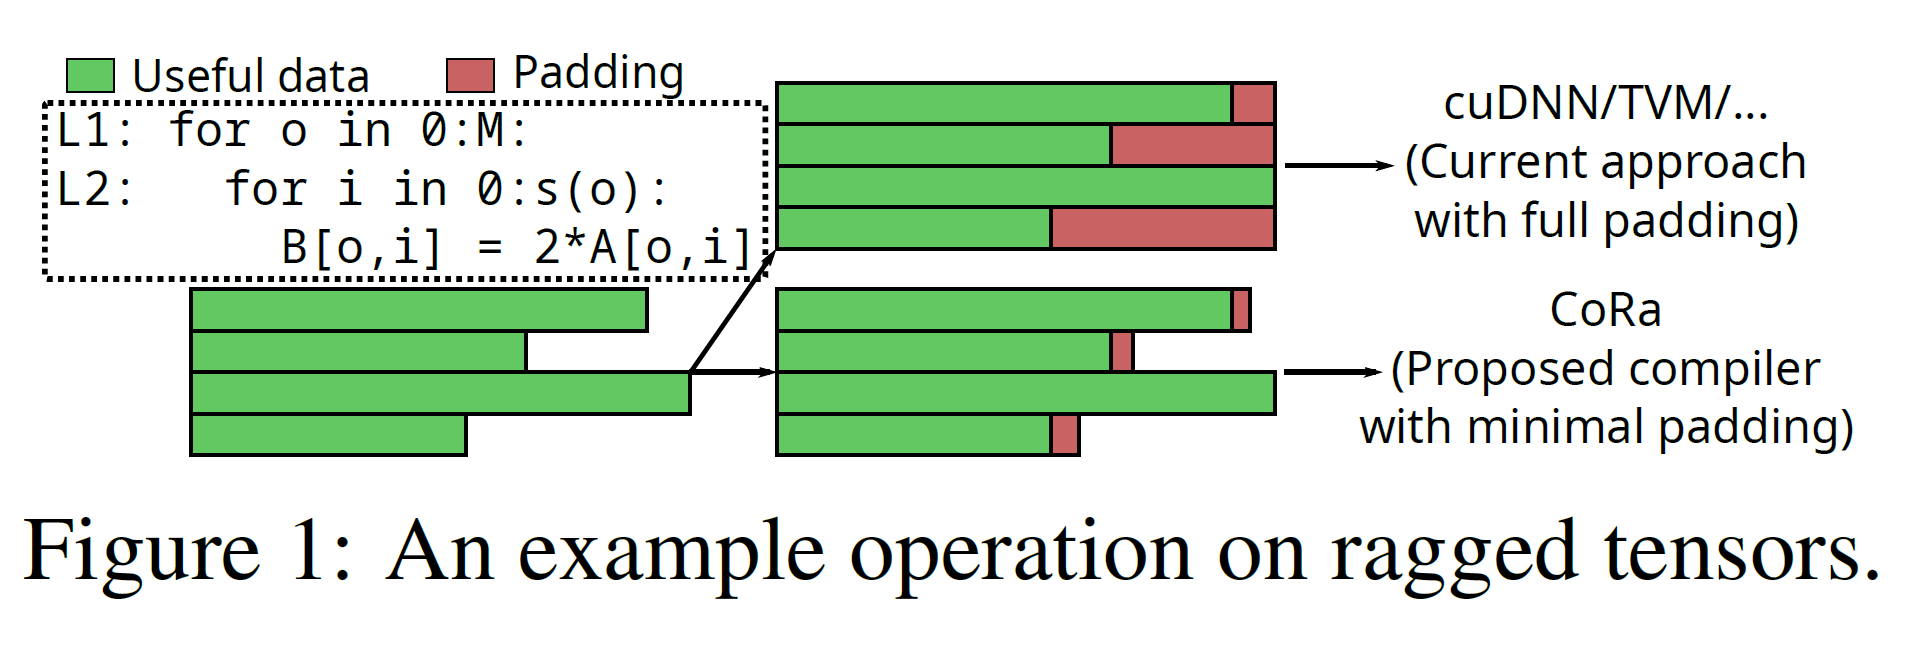 Useful data
Padding
L1: for o in 0:M:
L2:   for i in 0:s(o):
        B[o,i] = 2*A[o,i]
cuDNN/TVM/...
(Current approach
with full padding)
CoRa
(Proposed compiler
with minimal padding)
Figure 1: An example operation on ragged tensors.